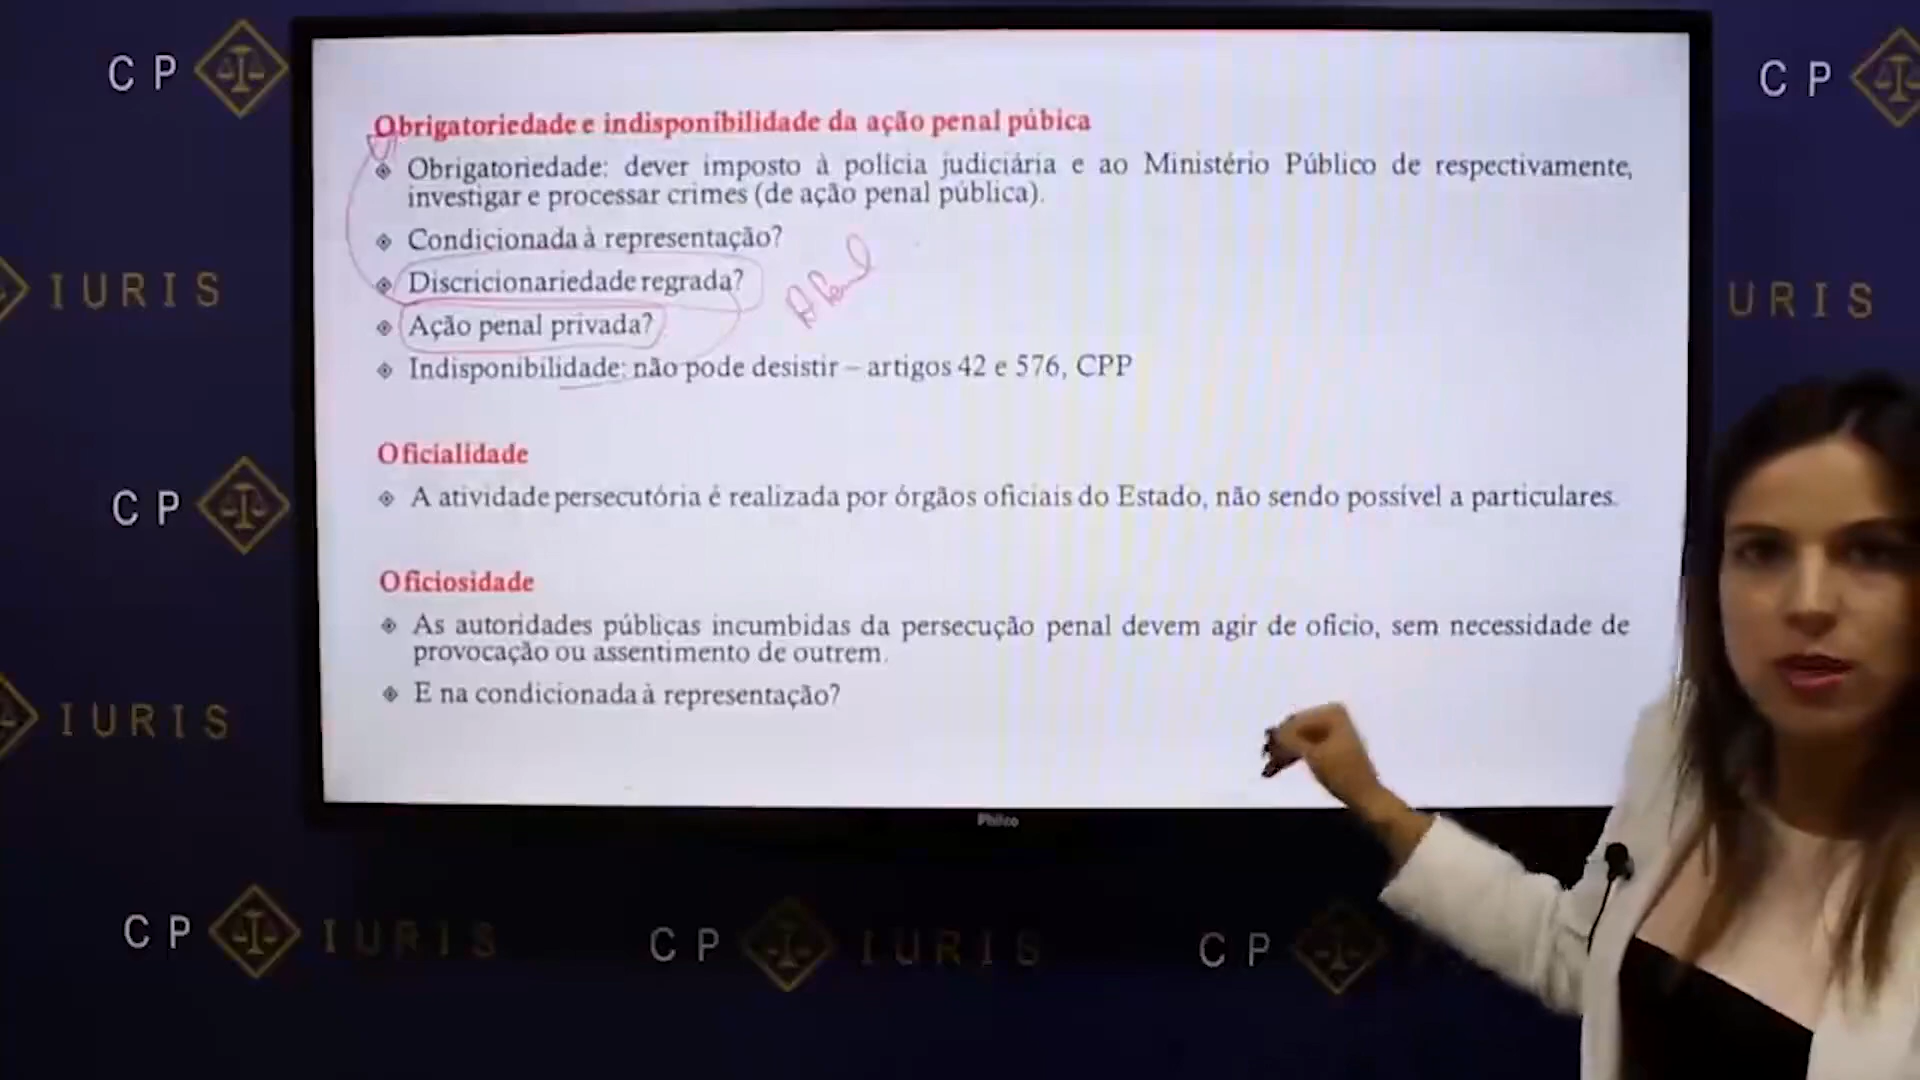 CP
CP
Obrigatoriedade e indisponibilidade da ação penal púbica
Obrigatoriedade: dever imposto à polícia judiciária e ao Ministério Público de respectivamente,
investigar e processar crimes (de ação penal pública).
Condicionada à representação?
Discricionariedade regrada?
Ação penal privada?
Indisponibilidade: não pode desistir – artigos 42 e 576, CPP
IURIS
URIS
Oficialidade
A atividade persecutória é realizada por órgãos oficiais do Estado, não sendo possível a particulares.
CP
Oficiosidade
As autoridades públicas incumbidas da persecução penal devem agir de ofício, sem necessidade de
provocação ou assentimento de outrem.
E na condicionada à representação?
IURIS
Philco
CP IURIS
CP IURIS
CP